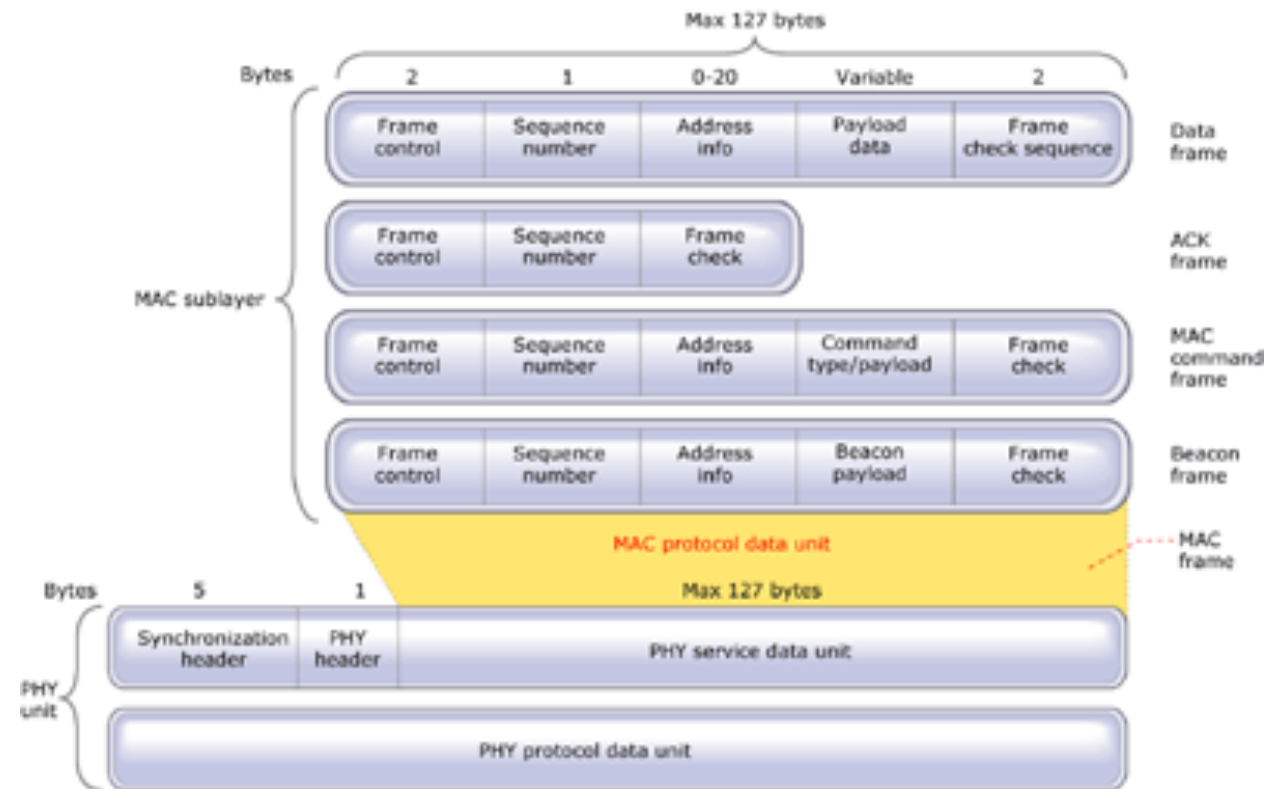 Max 127 bytes
Bytes 2 1 0-20 Variable 2
Frame control
Sequence number
Address info
Payload data
Frame check sequence
Data frame
Frame control
Sequence number
Frame check
ACK frame
MAC sublayer
Frame control
Sequence number
Address info
Command type/payload
Frame check
MAC command frame
Frame control
Sequence number
Address info
Beacon payload
Frame check
Beacon frame
MAC protocol data unit
MAC frame
Bytes 5 1 Max 127 bytes
Synchronization header
PHY header
PHY service data unit
PHY unit
PHY protocol data unit